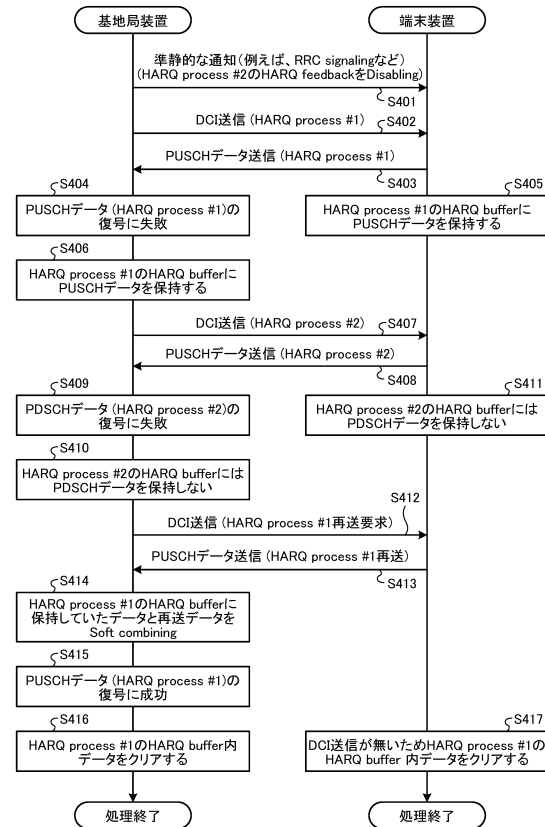 基地局装置
端末装置
準静的な通知(例えば、RRC signalingなど)
(HARQ process #2のHARQ feedbackをDisabling)
S401
DCI送信(HARQ process #1)
S402
PUSCHデータ送信(HARQ process #1)
S403
S404
PUSCHデータ(HARQ process #1)の
復号に失敗
S405
HARQ process #1のHARQ bufferに
PUSCHデータを保持する
S406
HARQ process #1のHARQ bufferに
PUSCHデータを保持する
DCI送信(HARQ process #2)
S407
PUSCHデータ送信(HARQ process #2)
S408
S409
PDSCHデータ(HARQ process #2)の
復号に失敗
S411
HARQ process #2のHARQ bufferには
PDSCHデータを保持しない
S410
HARQ process #2のHARQ bufferには
PDSCHデータを保持しない
S412
DCI送信(HARQ process #1再送要求)
PUSCHデータ送信(HARQ process #1再送)
S413
S414
HARQ process #1のHARQ bufferに
保持していたデータと再送データを
Soft combining
S415
PUSCHデータ(HARQ process #1)の
復号に成功
S416
HARQ process #1のHARQ buffer内
データをクリアする
S417
DCI送信が無いためHARQ process #1の
HARQ buffer 内データをクリアする
処理終了
処理終了